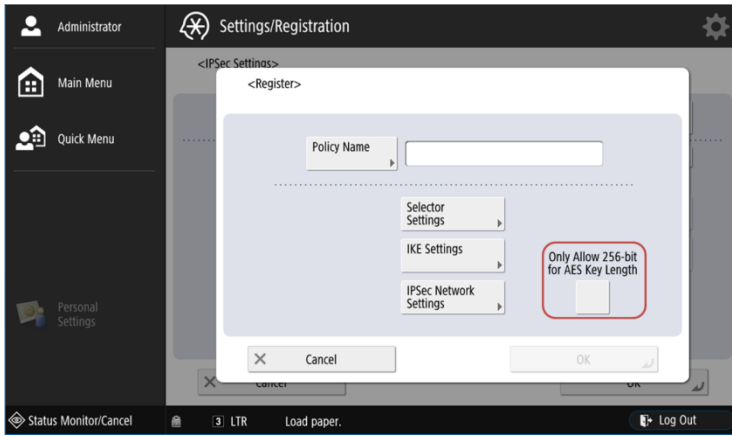 Administrator
Settings/Registration
<IPSec Settings>
Main Menu
<Register>
Quick Menu
Policy Name
Selector
Settings
IKE Settings
Only Allow 256-bit
for AES Key Length
IPSec Network
Settings
Personal
Settings
Cancel
OK
Cancel
OK
Status Monitor/Cancel
3 LTR
Load paper.
Log Out